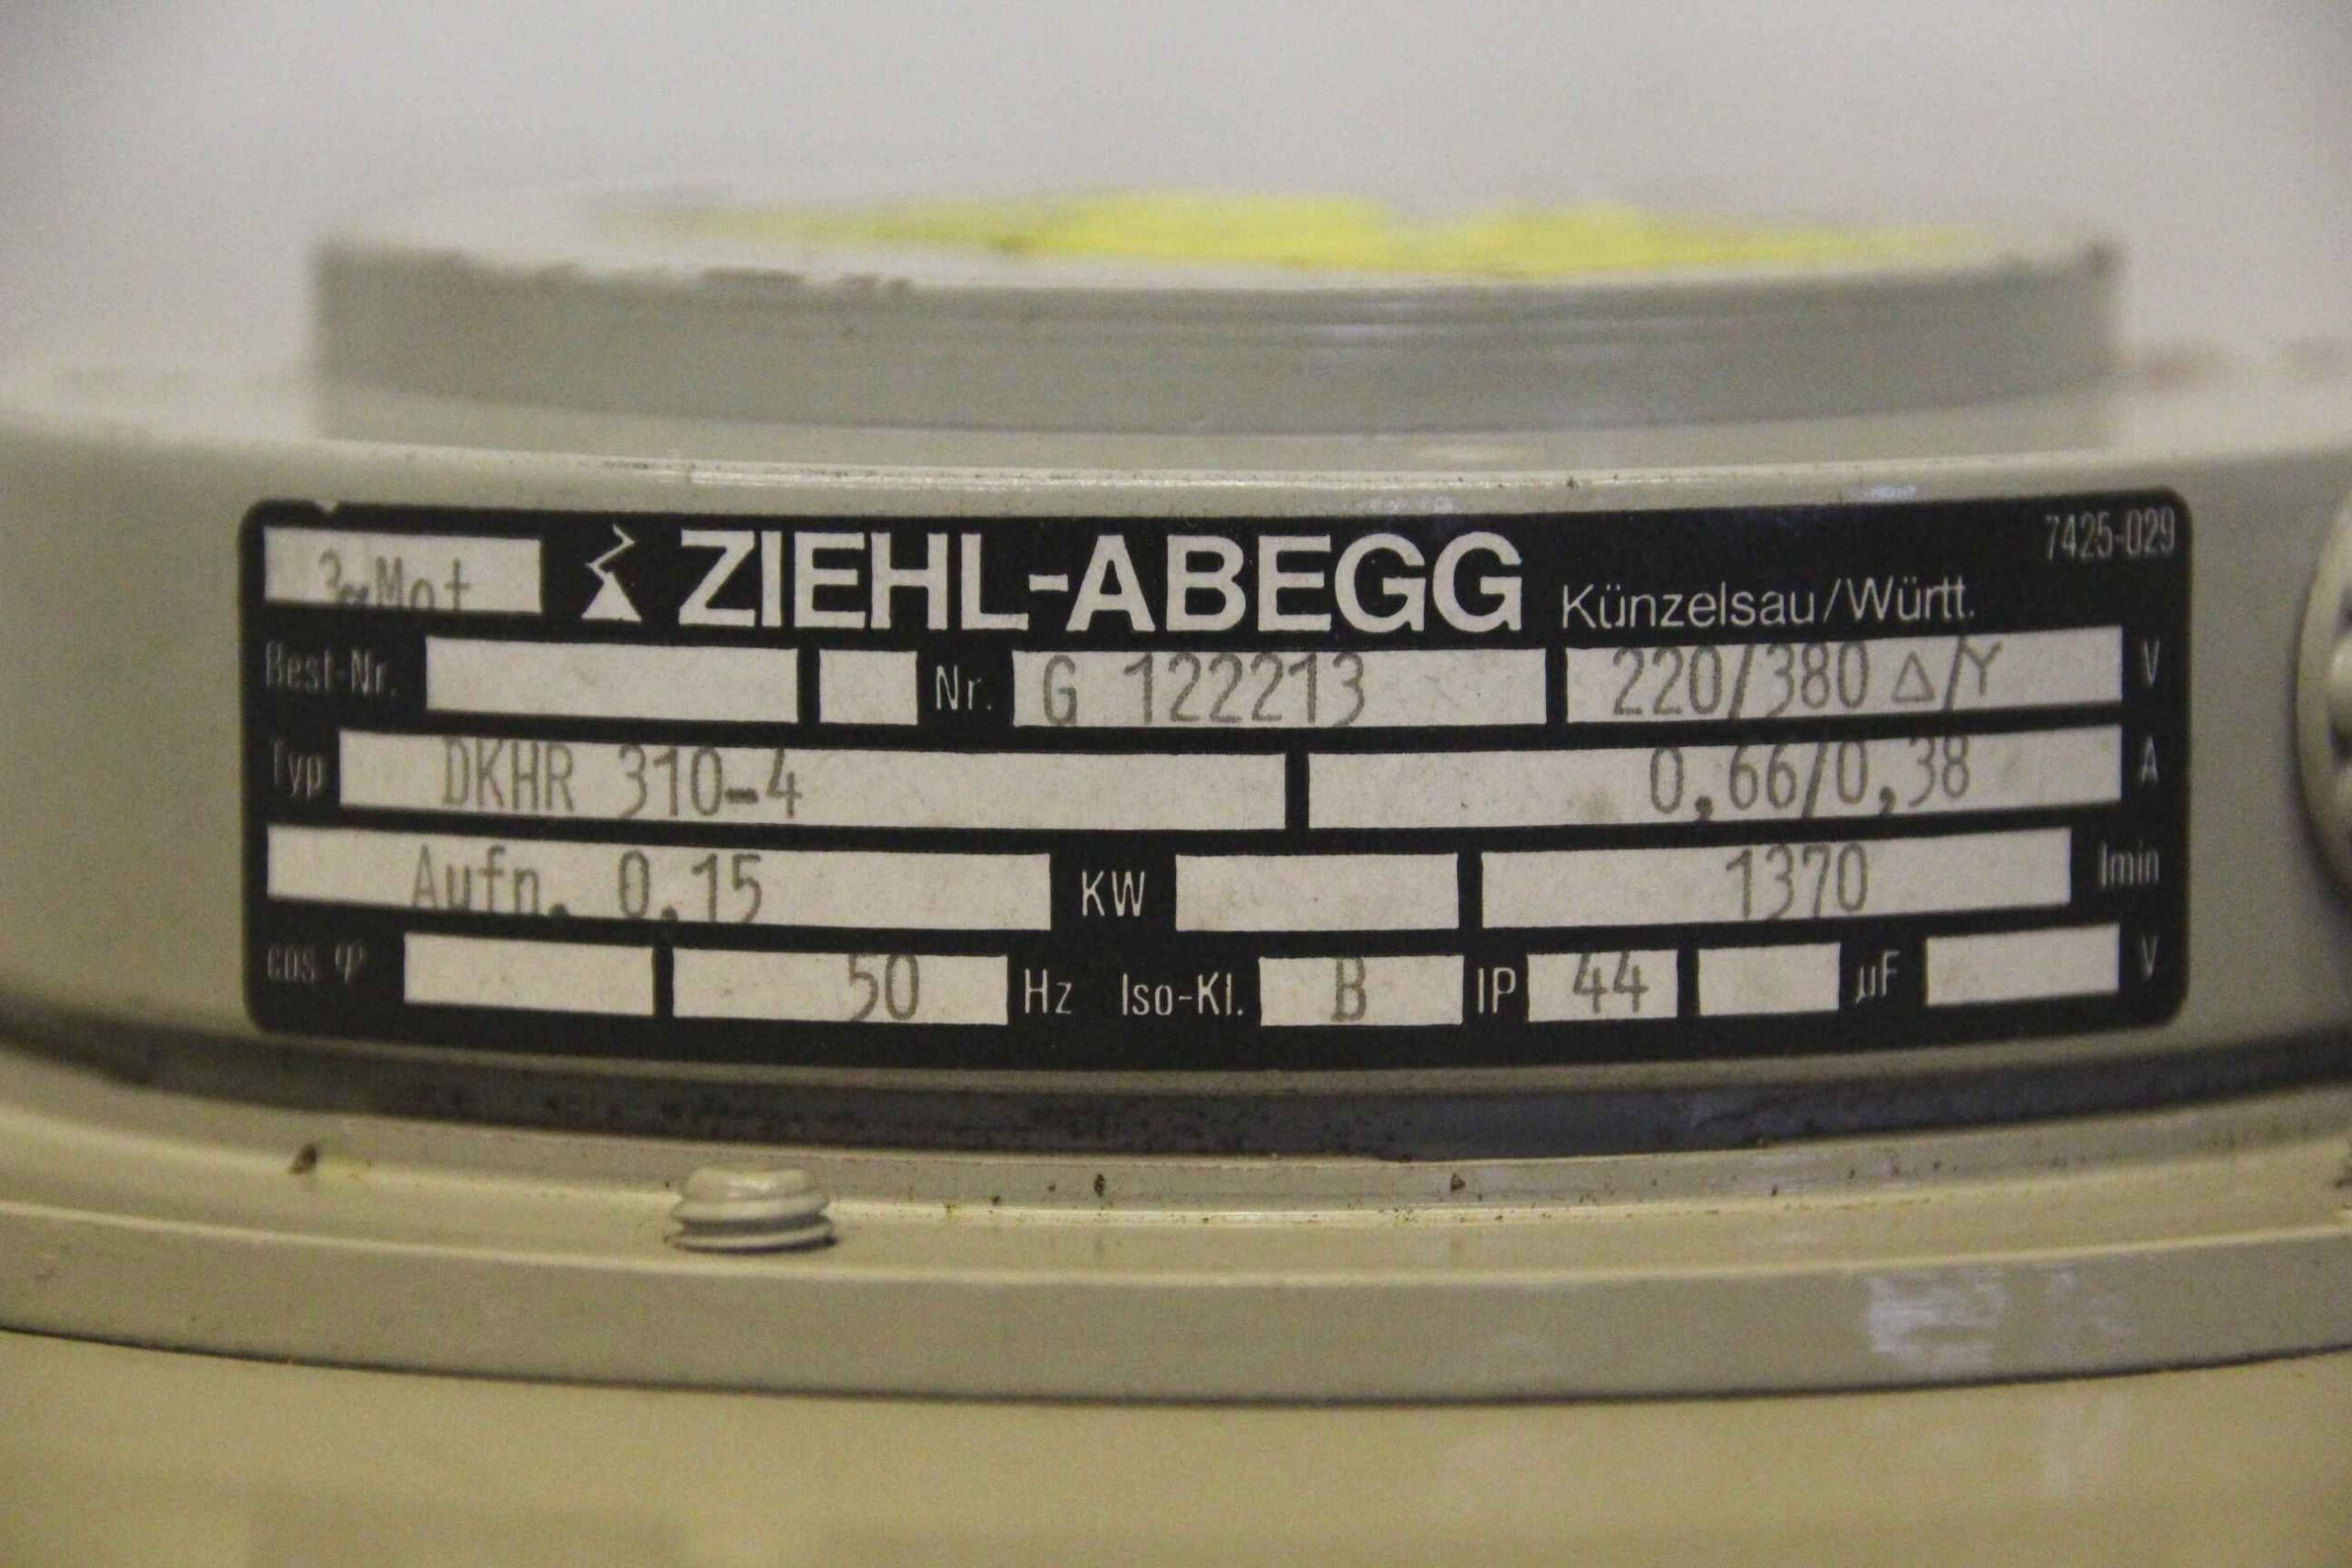 3~Mot ZIEHL-ABEGG Künzelsau/Württ. 7425-029
Best-Nr. Nr. G 122213 220/380 △/Y V
Typ DKHR 310-4 0,66/0,38 A
Aufn. 0,15 KW 1370 /min
cos φ 50 Hz Iso-Kl. B IP 44 µF V